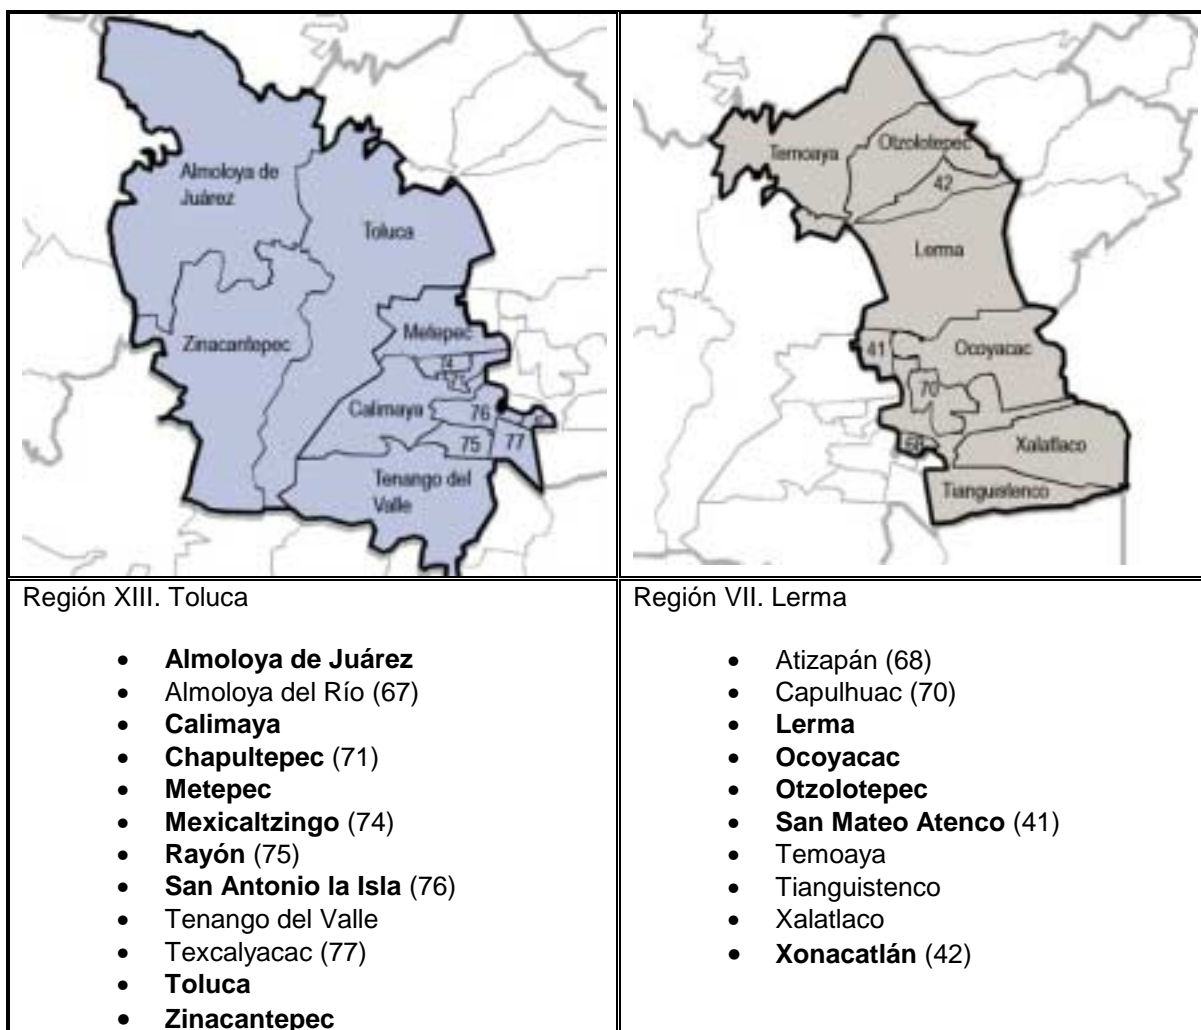 Almoloya de
Juárez
Toluca
Zinacantepec
Metepec
74
Calimaya
76
75
77
Tenango del
Valle
Temoaya
Otzolotepec
42
Lerma
41
Ocoyacac
70
68
Xalatlaco
Tianguistenco
Región XIII. Toluca
• Almoloya de Juárez
• Almoloya del Río (67)
• Calimaya
• Chapultepec (71)
• Metepec
• Mexicaltzingo (74)
• Rayón (75)
• San Antonio la Isla (76)
• Tenango del Valle
• Texcalyacac (77)
• Toluca
• Zinacantepec
Región VII. Lerma
• Atizapán (68)
• Capulhuac (70)
• Lerma
• Ocoyacac
• Otzolotepec
• San Mateo Atenco (41)
• Temoaya
• Tianguistenco
• Xalatlaco
• Xonacatlán (42)